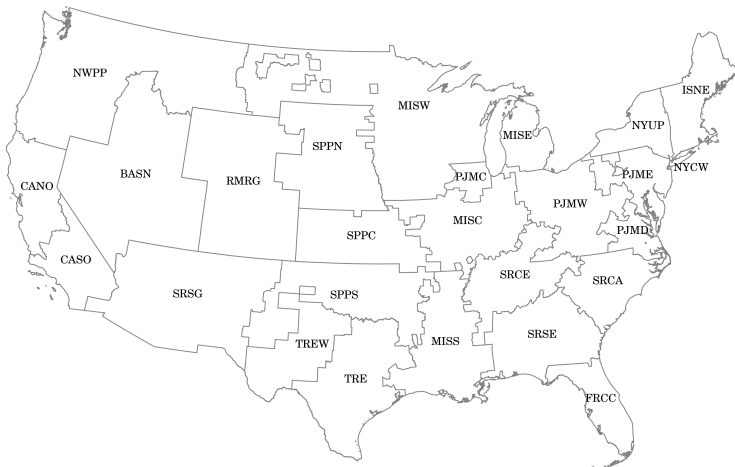 NWPP
ISNE
MISW
NYUP
MISE
SPPN
NYCW
BASN
PJMC
PJME
RMRG
CANO
PJMW
MISC
PJMD
SPPC
CASO
SRCE
SRCA
SRSG
SPPS
SRSE
MISS
TREW
TRE
FRCC